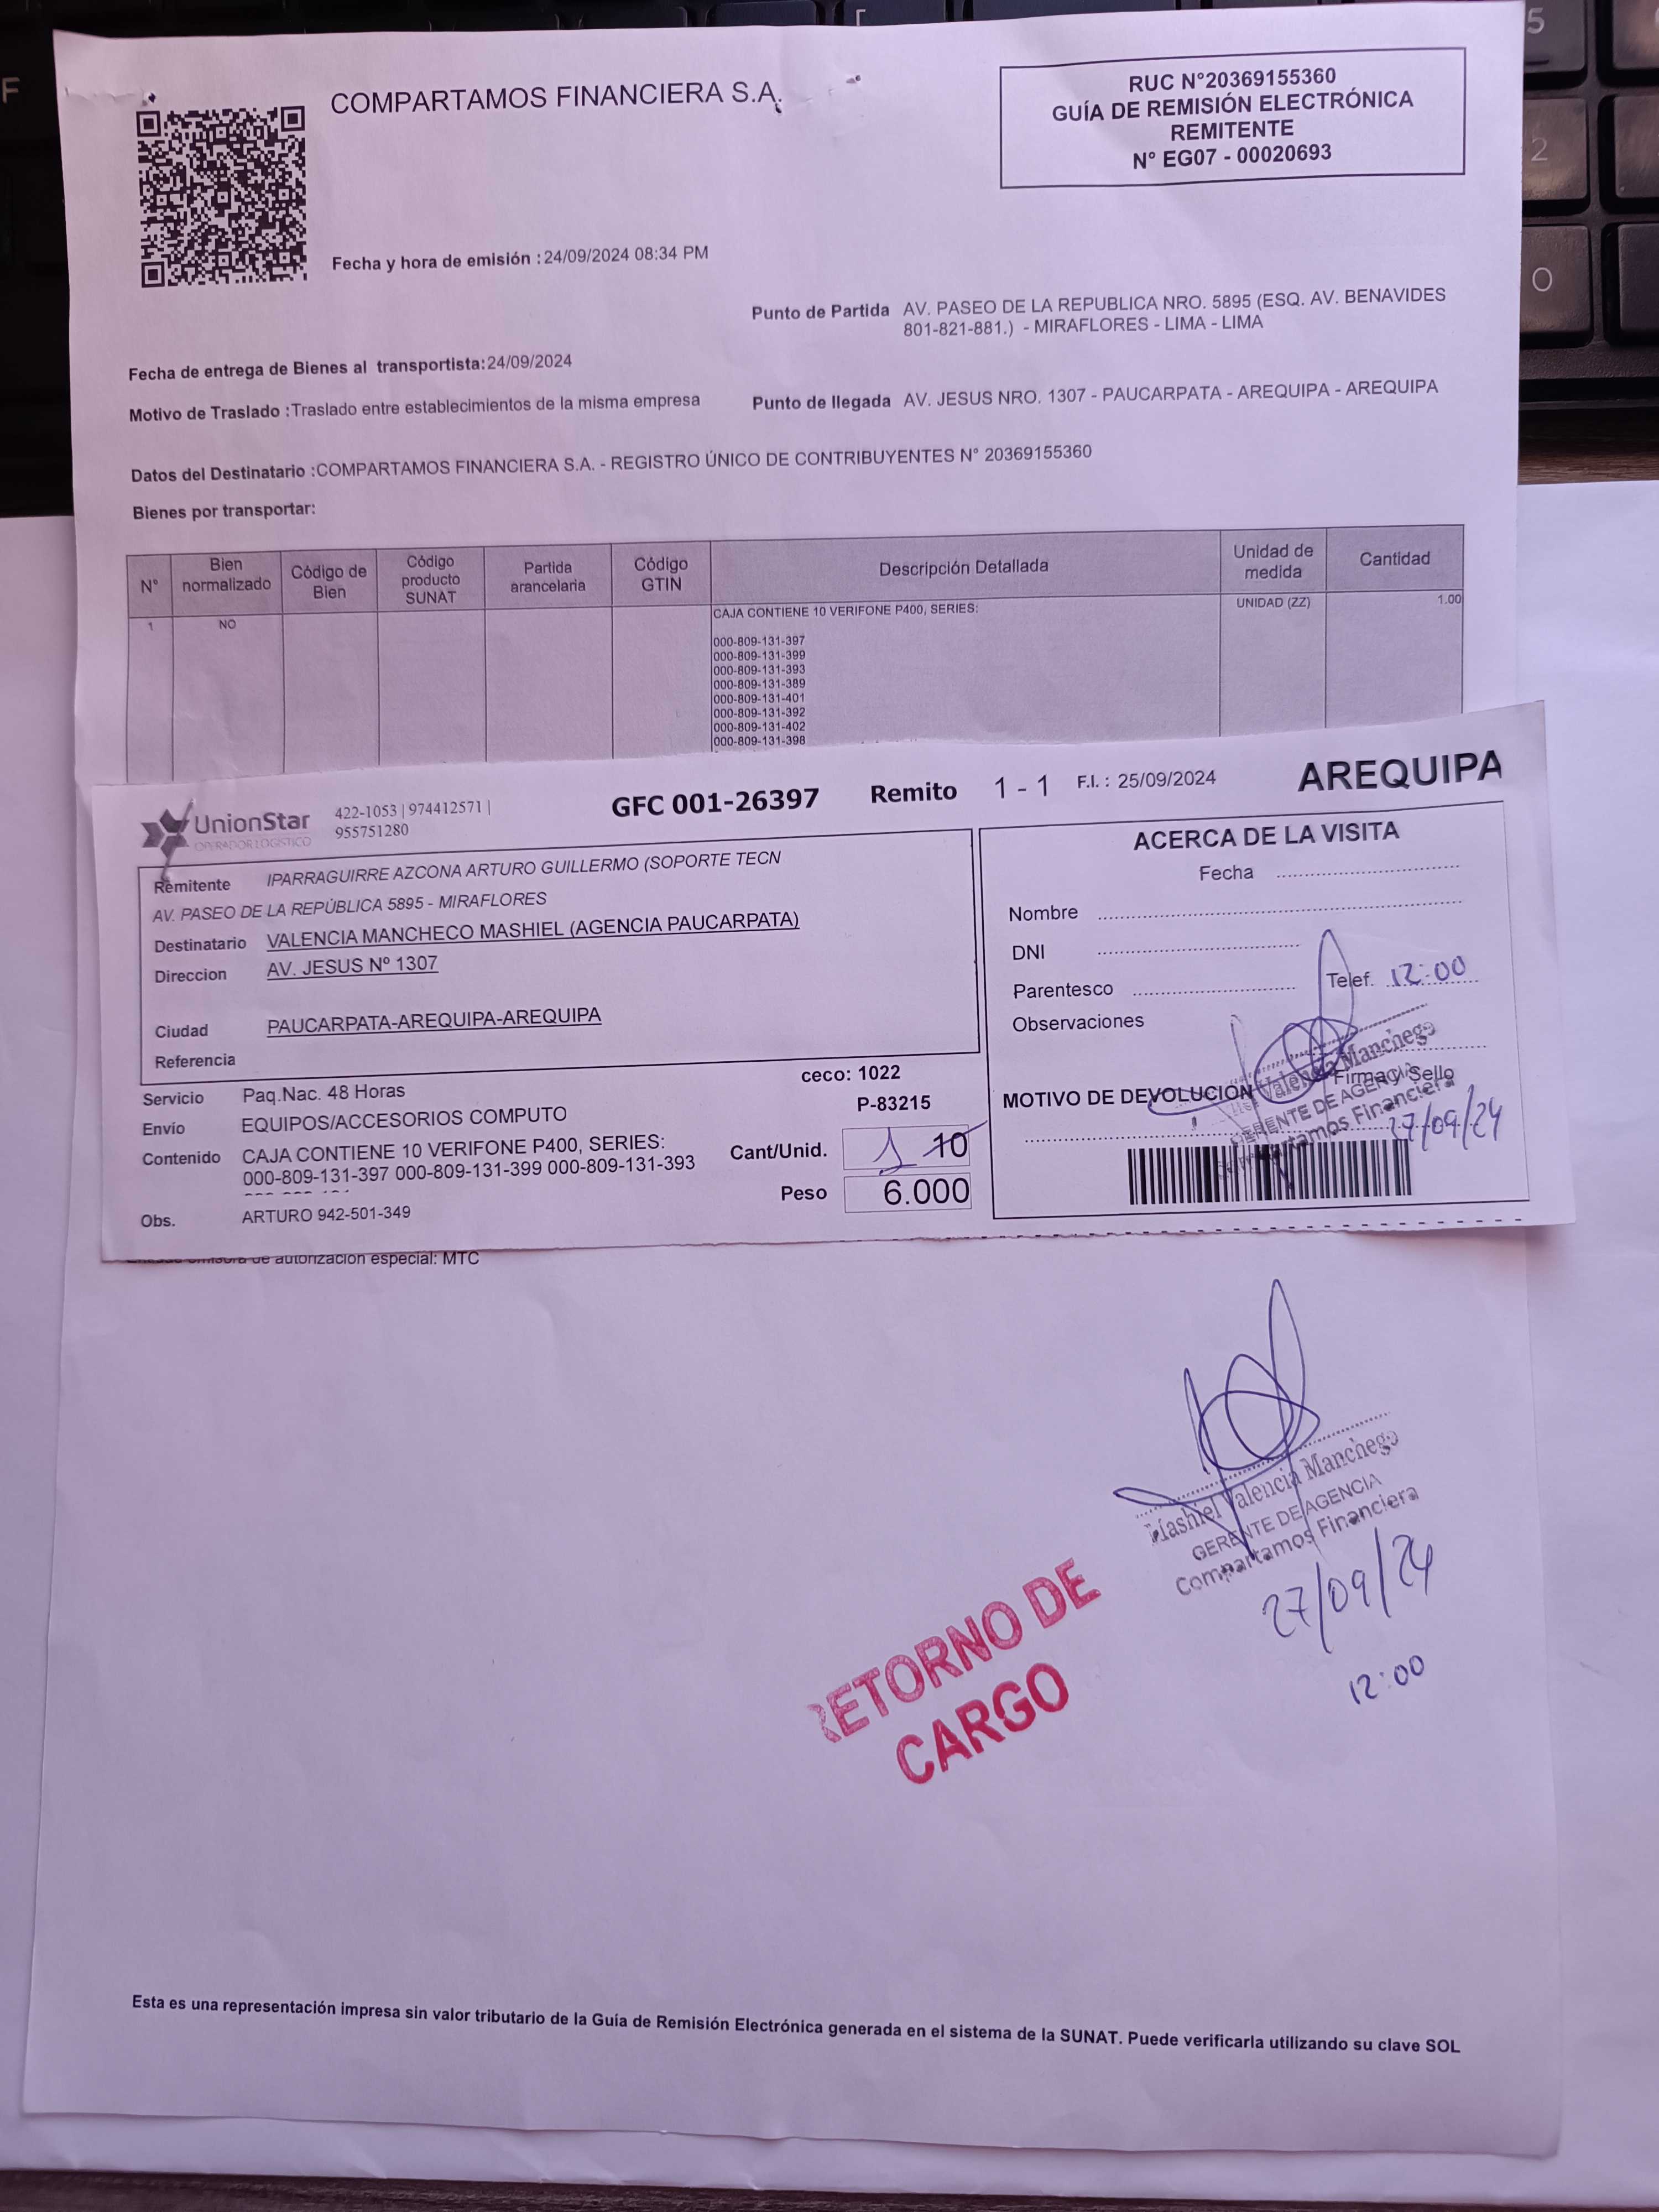 COMPARTAMOS FINANCIERA S.A.
RUC N°20369155360
GUÍA DE REMISIÓN ELECTRÓNICA
REMITENTE
N° EG07 - 00020693
Fecha y hora de emisión : 24/09/2024 08:34 PM
Punto de Partida AV. PASEO DE LA REPUBLICA NRO. 5895 (ESQ. AV. BENAVIDES
801-821-881.) - MIRAFLORES - LIMA - LIMA
Fecha de entrega de Bienes al transportista:24/09/2024
Motivo de Traslado :Traslado entre establecimientos de la misma empresa
Punto de llegada AV. JESUS NRO. 1307 - PAUCARPATA - AREQUIPA - AREQUIPA
Datos del Destinatario :COMPARTAMOS FINANCIERA S.A. - REGISTRO ÚNICO DE CONTRIBUYENTES N° 20369155360
Bienes por transportar:
N° Bien normalizado Código de Bien Código producto SUNAT Partida arancelaria Código GTIN Descripción Detallada Unidad de medida Cantidad
1 NO CAJA CONTIENE 10 VERIFONE P400, SERIES: UNIDAD (ZZ) 1.00
000-809-131-397
000-809-131-399
000-809-131-393
000-809-131-389
000-809-131-401
000-809-131-392
000-809-131-402
000-809-131-398
UnionStar
OPERADOR LOGISTICO
422-1053 | 974412571 |
955751280
GFC 001-26397 Remito 1 - 1 F.I. : 25/09/2024 AREQUIPA
Remitente IPARRAGUIRRE AZCONA ARTURO GUILLERMO (SOPORTE TECN
AV. PASEO DE LA REPÚBLICA 5895 - MIRAFLORES
Destinatario VALENCIA MANCHECO MASHIEL (AGENCIA PAUCARPATA)
Direccion AV. JESUS Nº 1307
Ciudad PAUCARPATA-AREQUIPA-AREQUIPA
Referencia
Servicio Paq.Nac. 48 Horas
ceco: 1022
Envio EQUIPOS/ACCESORIOS COMPUTO
P-83215
Contenido CAJA CONTIENE 10 VERIFONE P400, SERIES:
000-809-131-397 000-809-131-399 000-809-131-393
Cant/Unid. 1 10
Peso 6.000
Obs. ARTURO 942-501-349
ACERCA DE LA VISITA
Fecha
Nombre
DNI
Parentesco Telef. 12:00
Observaciones
Valencia Manchego
Firma y Sello
MOTIVO DE DEVOLUCION
GERENTE DE AGENCIA
Compartamos Financiera
27/09/24
de autorización especial: MTC
Mashiel Valencia Manchego
GERENTE DE AGENCIA
Compartamos Financiera
27/09/24
12:00
RETORNO DE
CARGO
Esta es una representación impresa sin valor tributario de la Guía de Remisión Electrónica generada en el sistema de la SUNAT. Puede verificarla utilizando su clave SOL